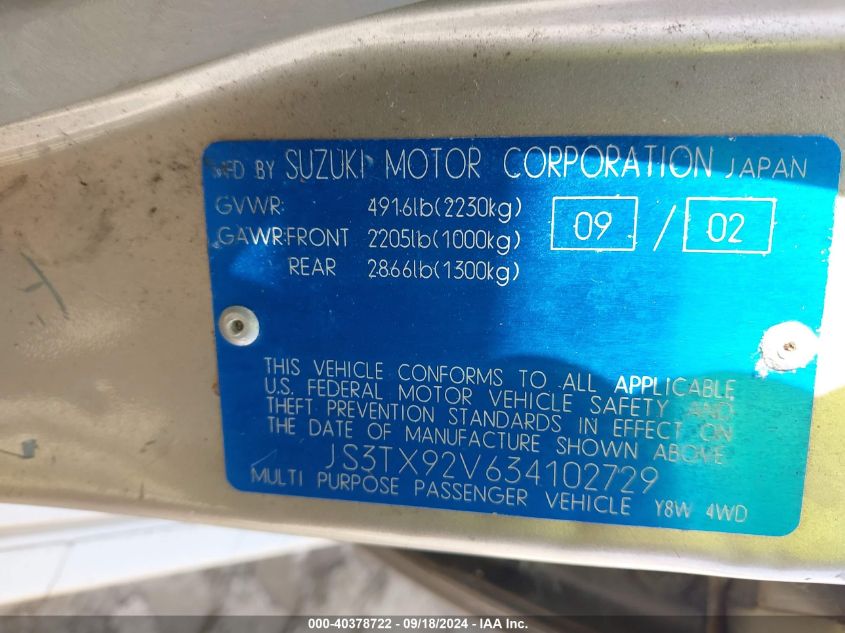 MFD BY SUZUKI MOTOR CORPORATION JAPAN
GVWR: 4916lb(2230kg) 09 / 02
GAWR:FRONT 2205lb(1000kg)
REAR 2866lb(1300kg)
THIS VEHICLE CONFORMS TO ALL APPLICABLE
U.S. FEDERAL MOTOR VEHICLE SAFETY AND
THEFT PREVENTION STANDARDS IN EFFECT ON
THE DATE OF MANUFACTURE SHOWN ABOVE.
JS3TX92V634102729
MULTI PURPOSE PASSENGER VEHICLE Y8W 4WD
000-40378722 - 09/18/2024 - IAA Inc.